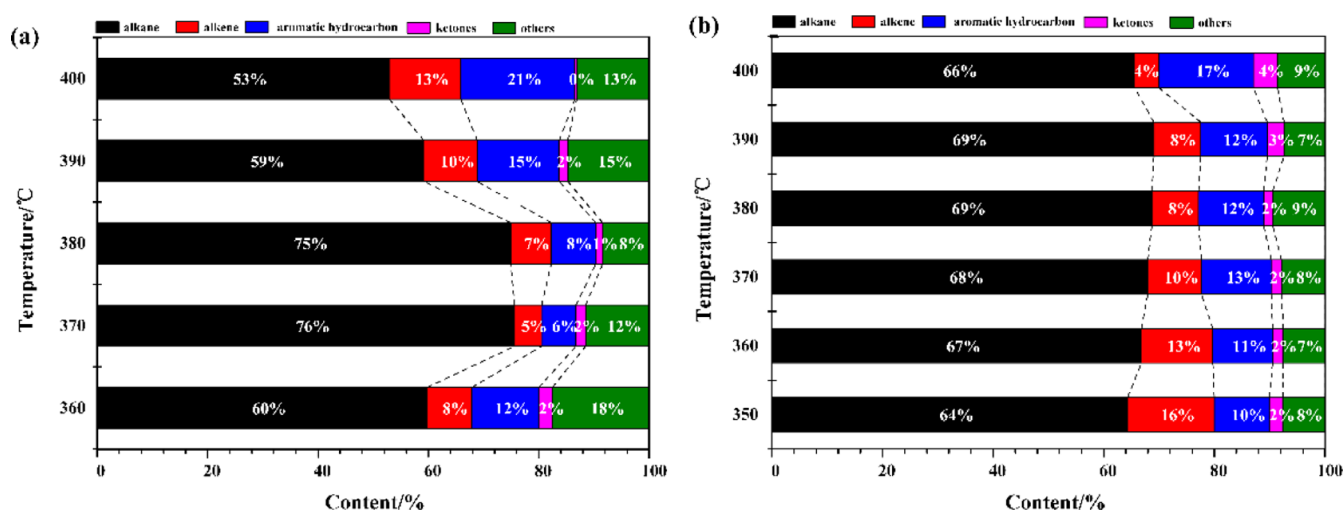 (a)
alkane alkene aromatic hydrocarbon ketones others
Temperature/℃
400
53% 13% 21% 0% 13%
390
59% 10% 15% 2% 15%
380
75% 7% 8% 1% 8%
370
76% 5% 6% 2% 12%
360
60% 8% 12% 2% 18%
0 20 40 60 80 100
Content/%
(b)
alkane alkene aromatic hydrocarbon ketones others
Temperature/℃
400
66% 4% 17% 4% 9%
390
69% 8% 12% 3% 7%
380
69% 8% 12% 2% 9%
370
68% 10% 13% 2% 8%
360
67% 13% 11% 2% 7%
350
64% 16% 10% 2% 8%
0 20 40 60 80 100
Content/%